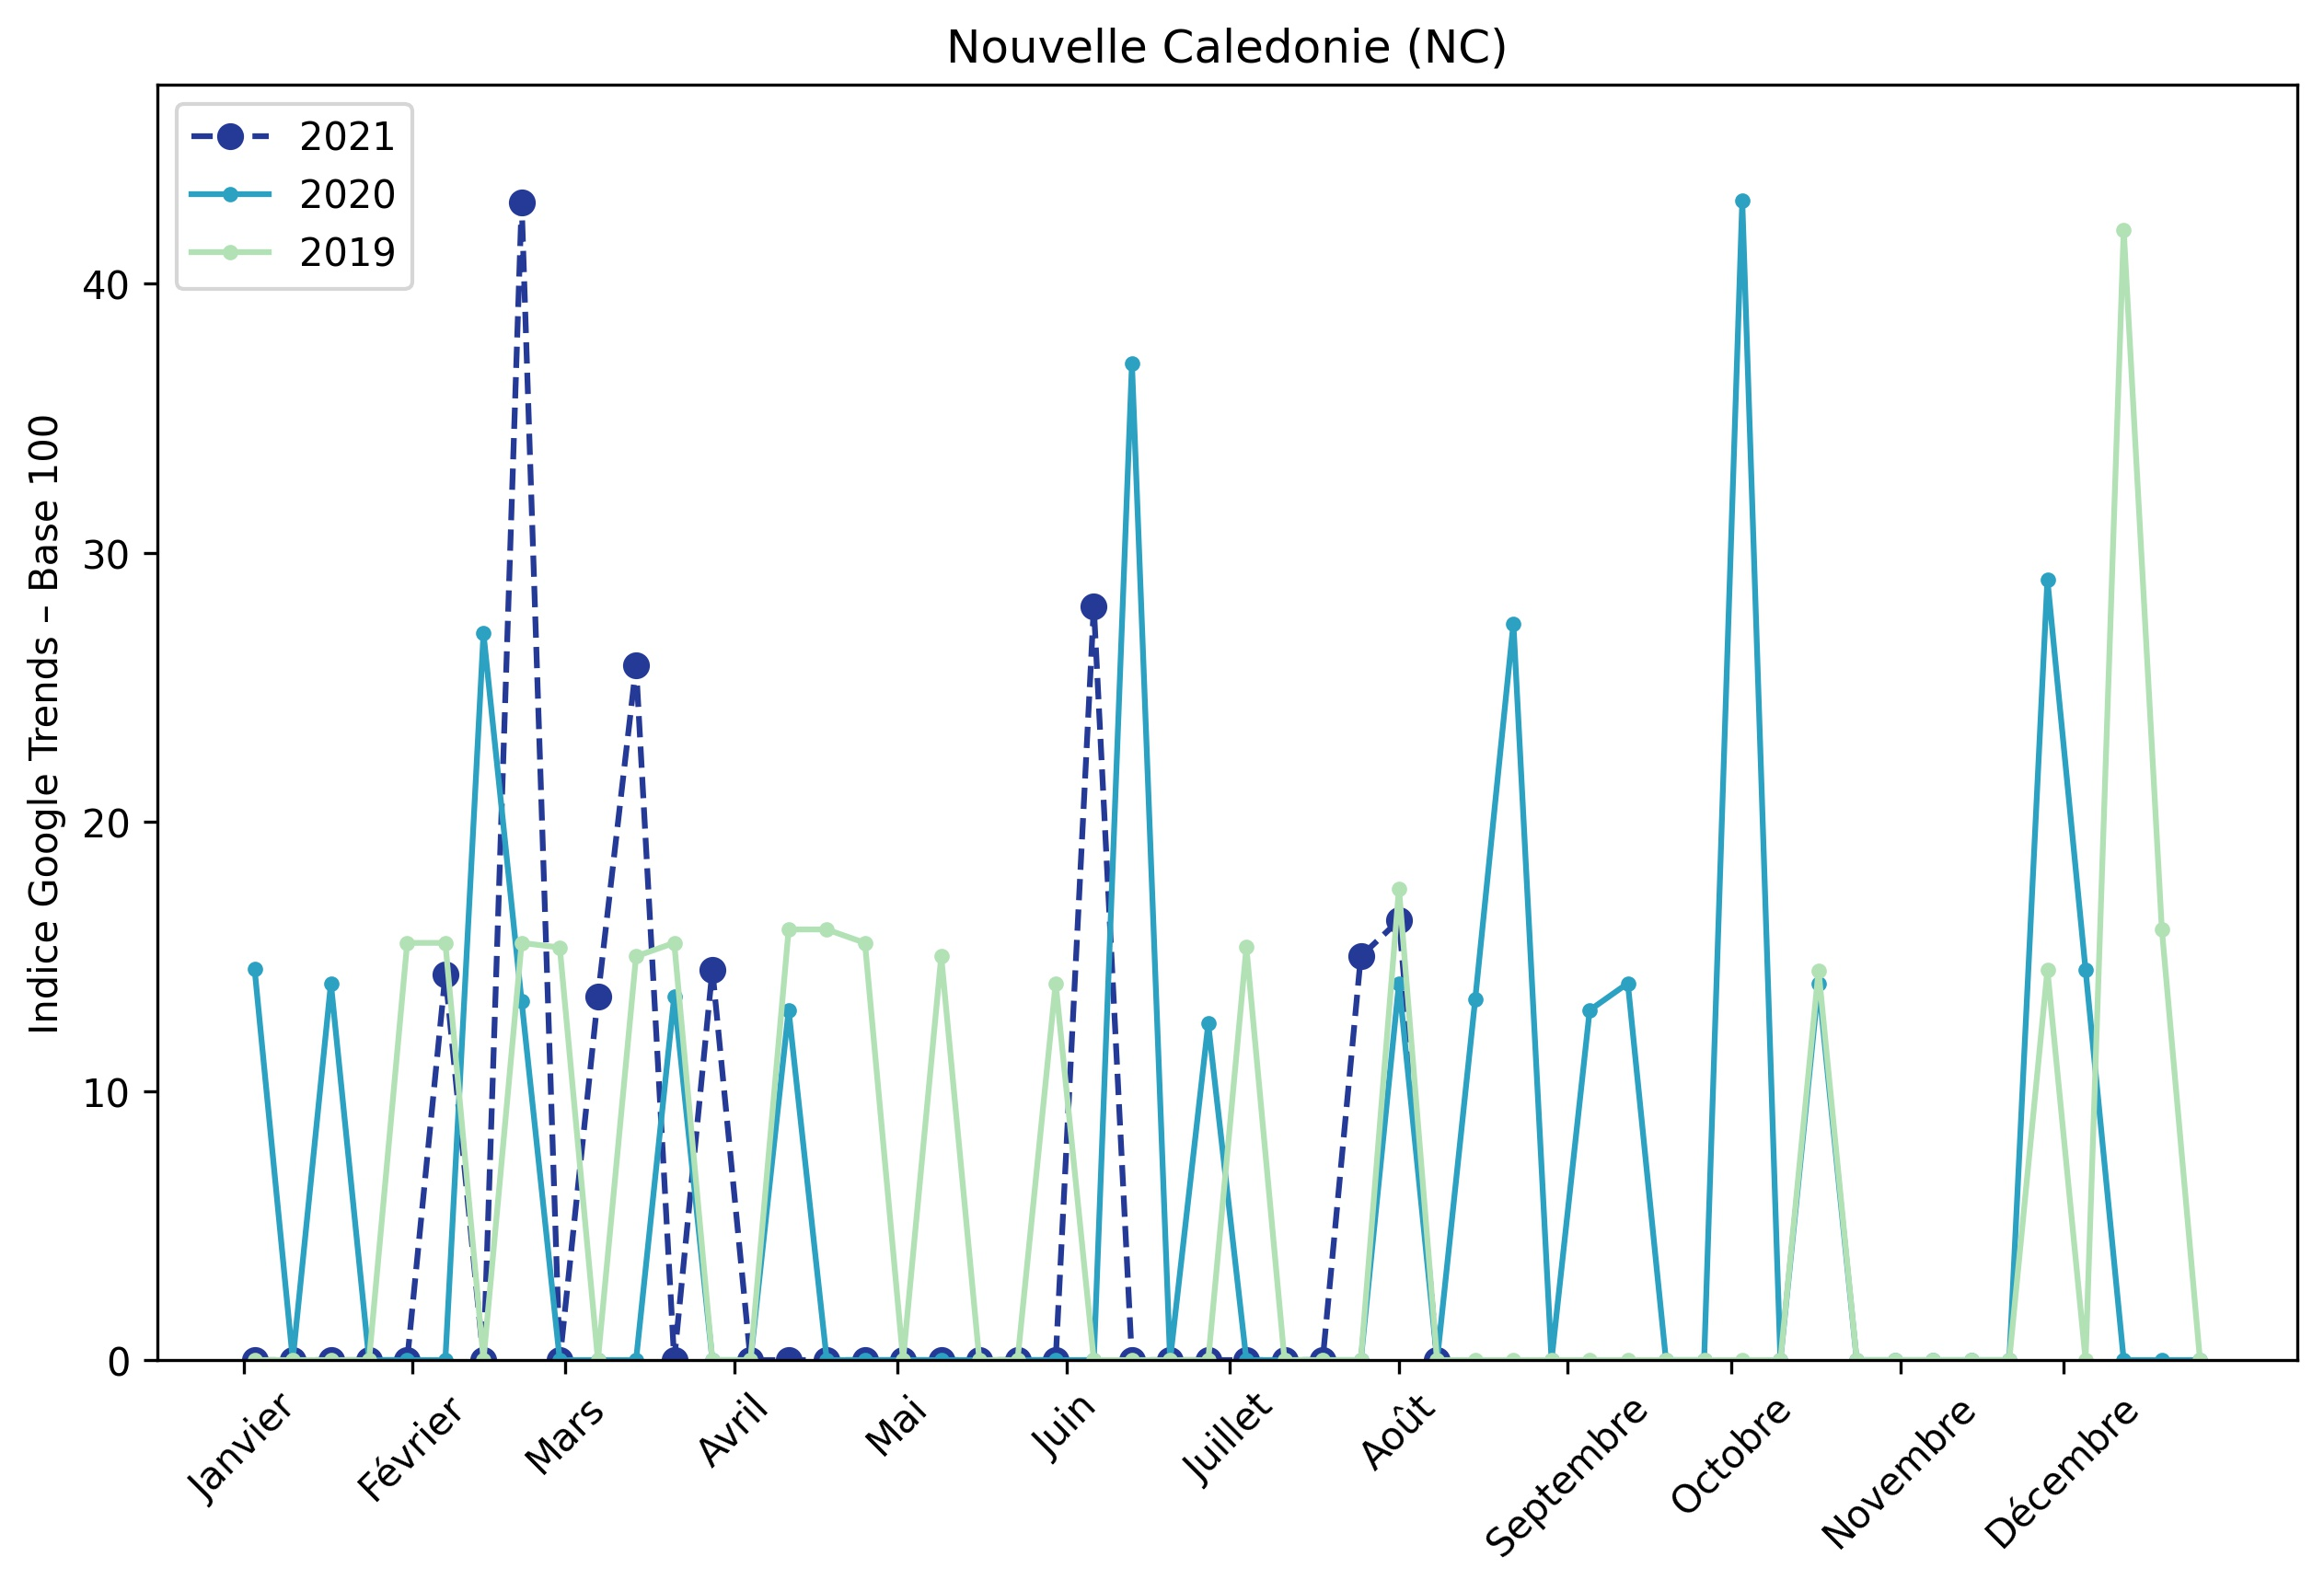 Nouvelle Caledonie (NC)
2021
2020
2019
Indice Google Trends – Base 100
40
30
20
10
0
Janvier
Février
Mars
Avril
Mai
Juin
Juillet
Août
Septembre
Octobre
Novembre
Décembre